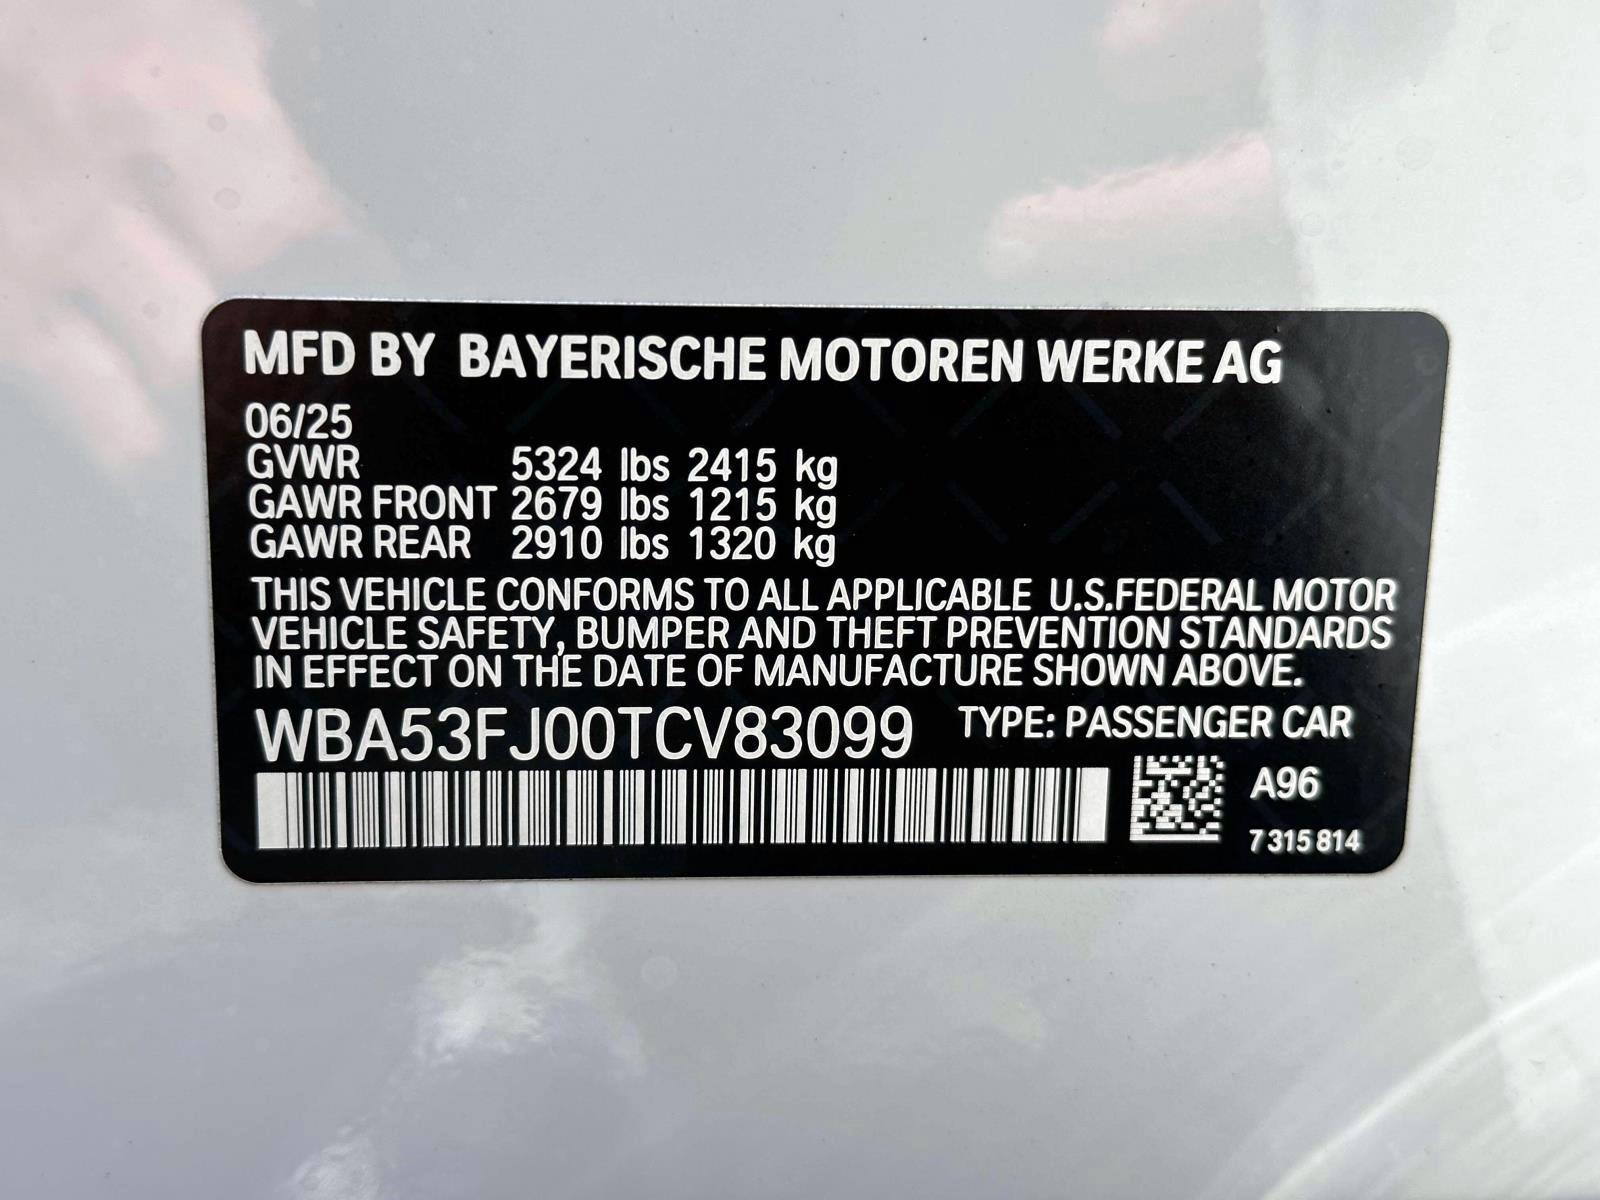 MFD BY BAYERISCHE MOTOREN WERKE AG
06/25
GVWR 5324 lbs 2415 kg
GAWR FRONT 2679 lbs 1215 kg
GAWR REAR 2910 lbs 1320 kg
THIS VEHICLE CONFORMS TO ALL APPLICABLE U.S.FEDERAL MOTOR
VEHICLE SAFETY, BUMPER AND THEFT PREVENTION STANDARDS
IN EFFECT ON THE DATE OF MANUFACTURE SHOWN ABOVE.
WBA53FJ00TCV83099 TYPE: PASSENGER CAR
A96
7 315 814